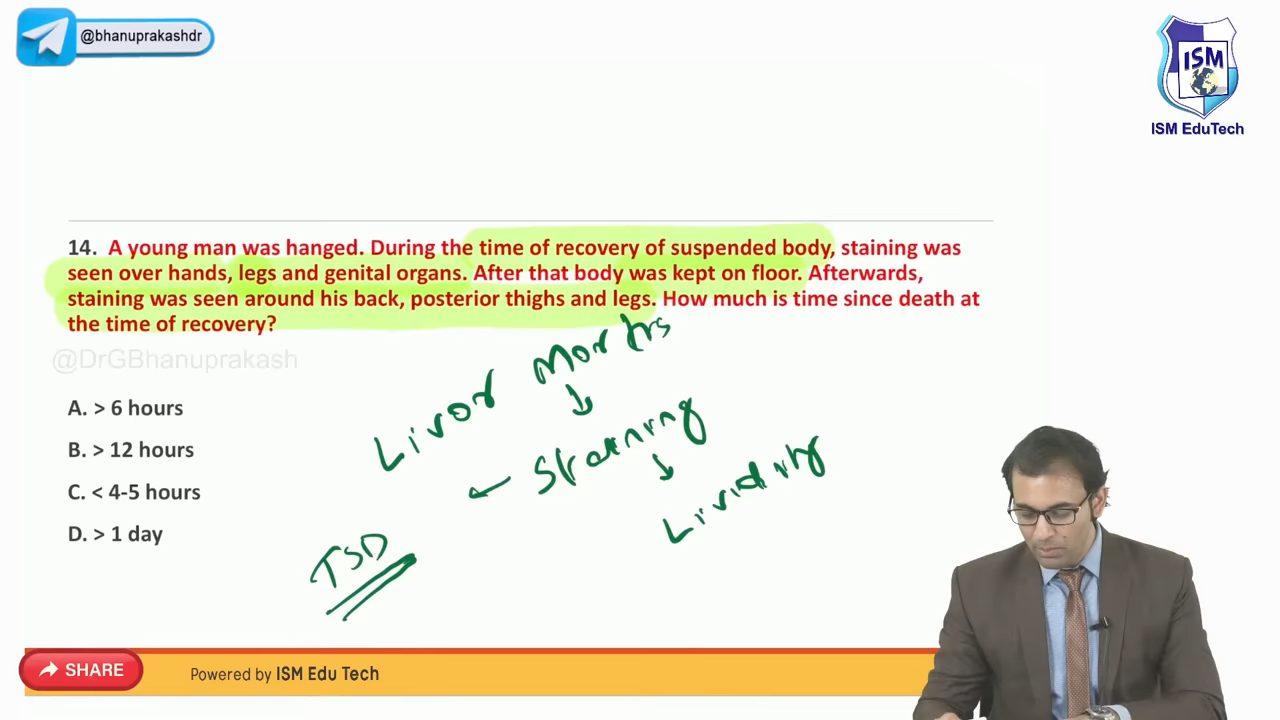 @bhanuprakashdr
ISM
ISM EduTech
14. A young man was hanged. During the time of recovery of suspended body, staining was
seen over hands, legs and genital organs. After that body was kept on floor. Afterwards,
staining was seen around his back, posterior thighs and legs. How much is time since death at
the time of recovery?
@DrGBhanuprakash
A. > 6 hours
B. > 12 hours
C. < 4-5 hours
D. > 1 day
Livor Mortis
Staining
Lividity
TSD
SHARE
Powered by ISM Edu Tech